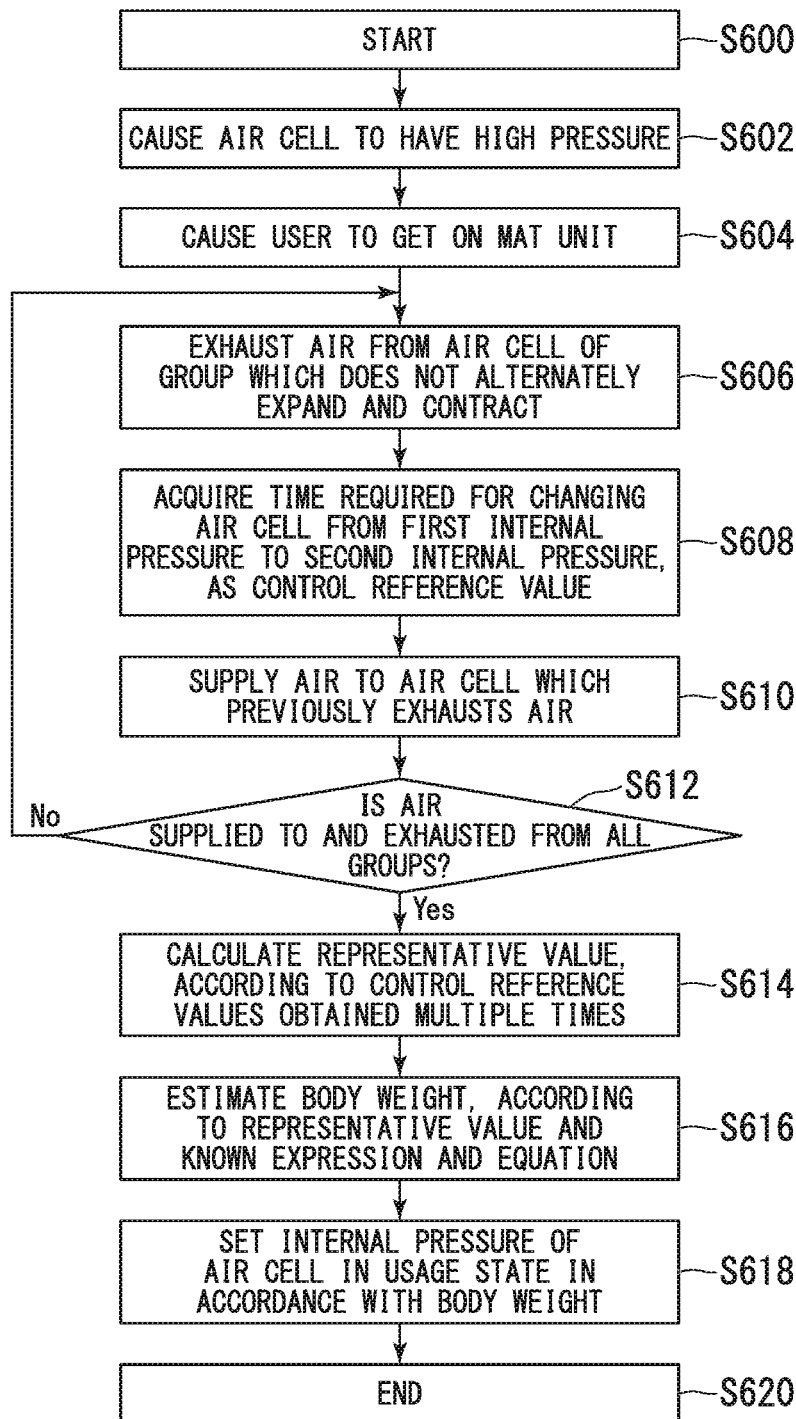 START
S600
CAUSE AIR CELL TO HAVE HIGH PRESSURE
S602
CAUSE USER TO GET ON MAT UNIT
S604
EXHAUST AIR FROM AIR CELL OF
GROUP WHICH DOES NOT ALTERNATELY
EXPAND AND CONTRACT
S606
ACQUIRE TIME REQUIRED FOR CHANGING
AIR CELL FROM FIRST INTERNAL
PRESSURE TO SECOND INTERNAL PRESSURE,
AS CONTROL REFERENCE VALUE
S608
SUPPLY AIR TO AIR CELL WHICH
PREVIOUSLY EXHAUSTS AIR
S610
IS AIR
SUPPLIED TO AND EXHAUSTED FROM ALL
GROUPS?
S612
No
Yes
CALCULATE REPRESENTATIVE VALUE,
ACCORDING TO CONTROL REFERENCE
VALUES OBTAINED MULTIPLE TIMES
S614
ESTIMATE BODY WEIGHT, ACCORDING
TO REPRESENTATIVE VALUE AND
KNOWN EXPRESSION AND EQUATION
S616
SET INTERNAL PRESSURE OF
AIR CELL IN USAGE STATE IN
ACCORDANCE WITH BODY WEIGHT
S618
END
S620